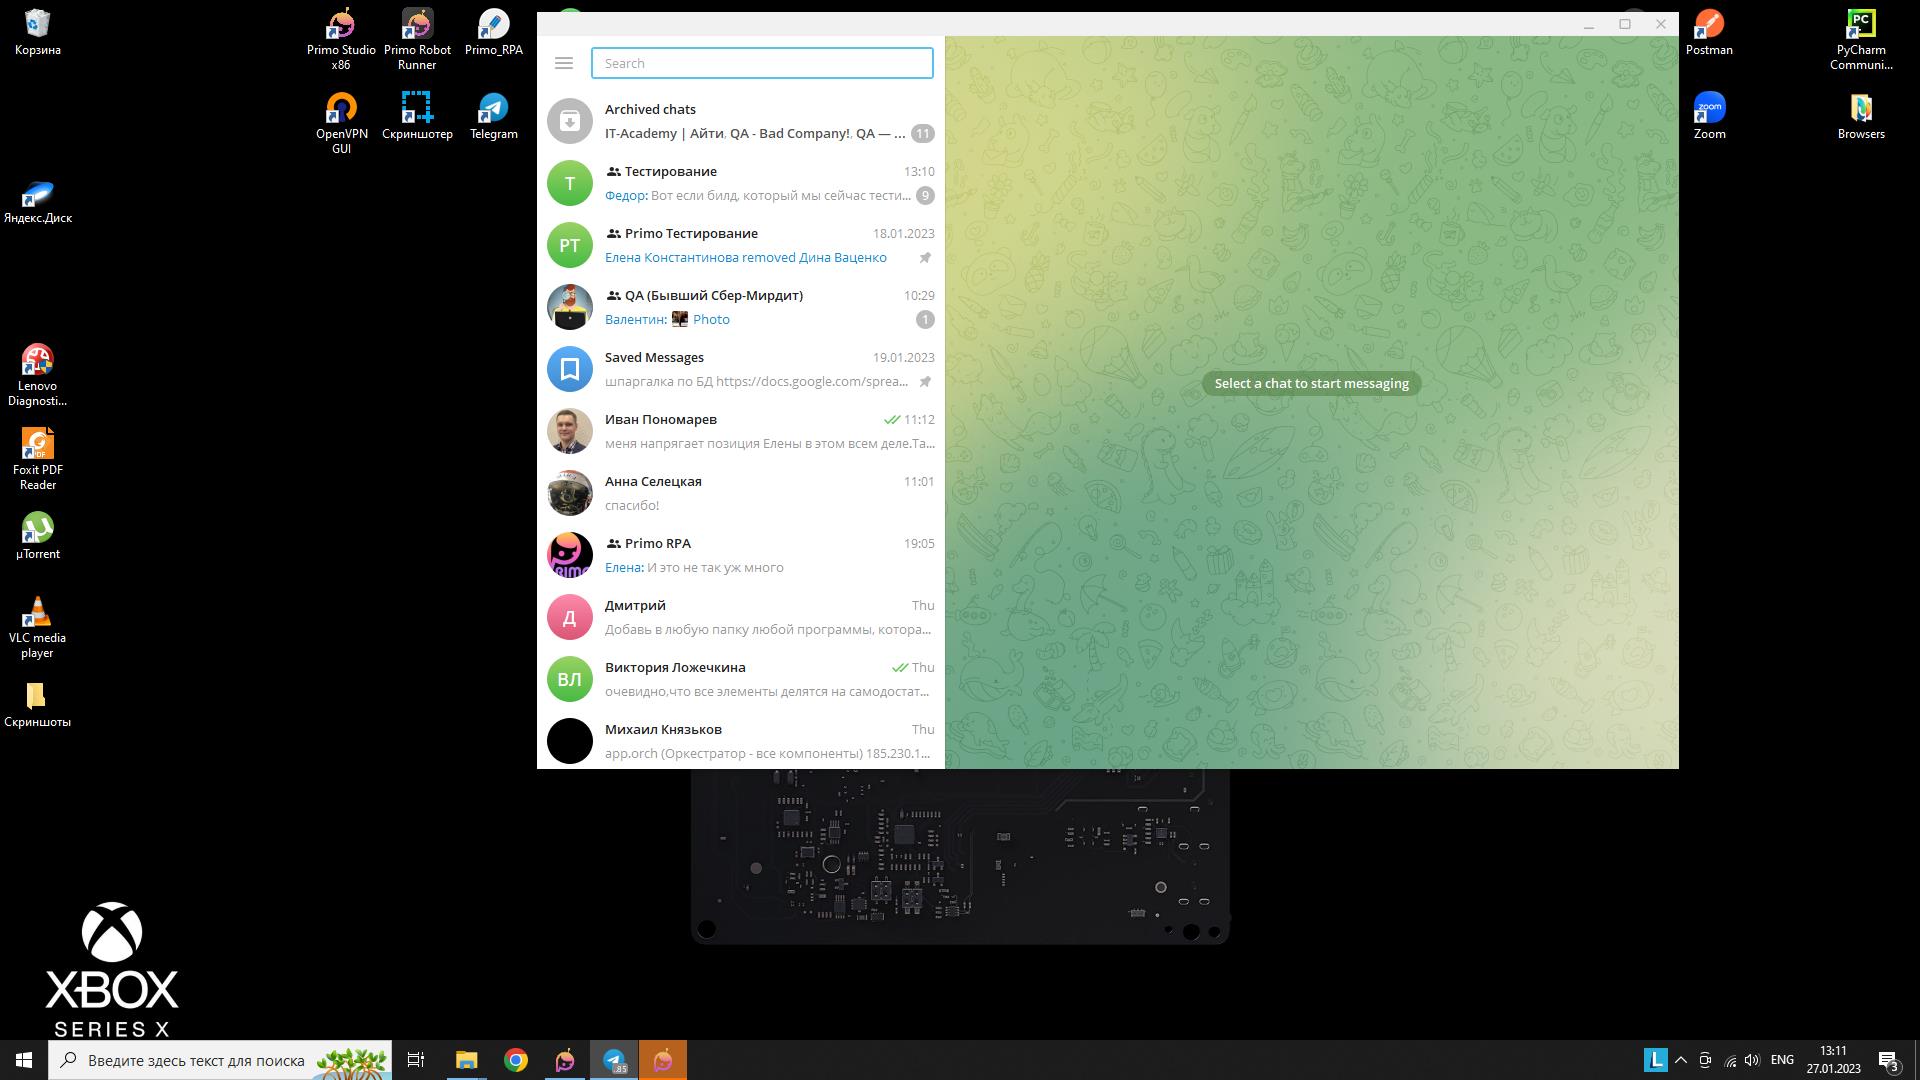 Корзина
Primo Studio
x86
Primo Robot
Runner
Primo_RPA
OpenVPN
GUI
Скриншотер
Telegram
Яндекс.Диск
Lenovo
Diagnosti...
Foxit PDF
Reader
µTorrent
VLC media
player
Скриншоты
Search
Archived chats
IT-Academy | Айти, QA - Bad Company!, QA — ...
11
Т
Тестирование
13:10
Федор: Вот если билд, который мы сейчас тести...
9
PT
Primo Тестирование
18.01.2023
Елена Константинова removed Дина Ваценко
QA (Бывший Сбер-Мирдит)
10:29
Валентин: Photo
1
Saved Messages
19.01.2023
шпаргалка по БД https://docs.google.com/sprea...
Иван Пономарев
11:12
меня напрягает позиция Елены в этом всем деле.Та...
Анна Селецкая
11:01
спасибо!
Primo RPA
19:05
Елена: И это не так уж много
Д
Дмитрий
Thu
Добавь в любую папку любой программы, котора...
ВЛ
Виктория Ложечкина
Thu
очевидно,что все элементы делятся на самодостат...
Михаил Князьков
Thu
app.orch (Оркестратор - все компоненты) 185.230.1...
Select a chat to start messaging
Postman
PC
PyCharm
Communi...
zoom
Zoom
Browsers
XBOX
SERIES X
Введите здесь текст для поиска
.85
L
ENG
13:11
27.01.2023
3